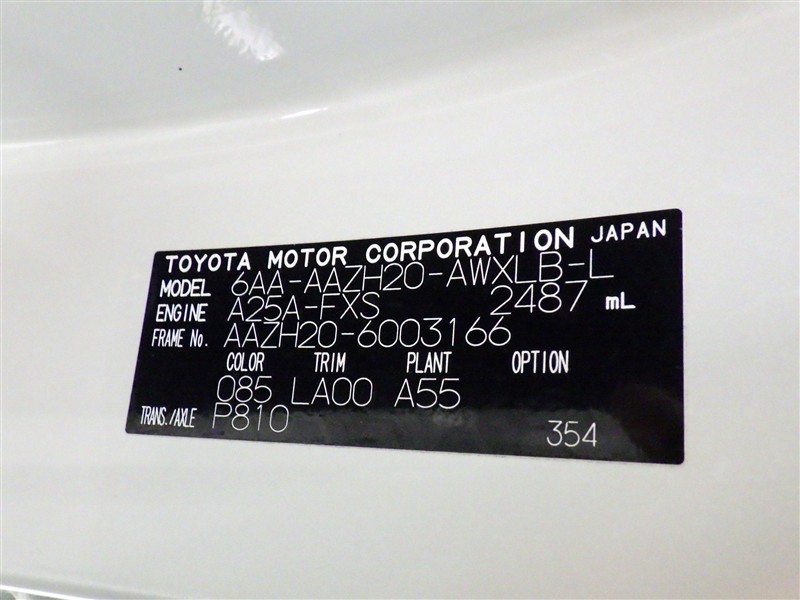 TOYOTA MOTOR CORPORATION JAPAN
MODEL 6AA-AAZH20-AWXLB-L
ENGINE A25A-FXS 2487 mL
FRAME No. AAZH20-6003166
COLOR TRIM PLANT OPTION
085 LA00 A55
TRANS./AXLE P810
354